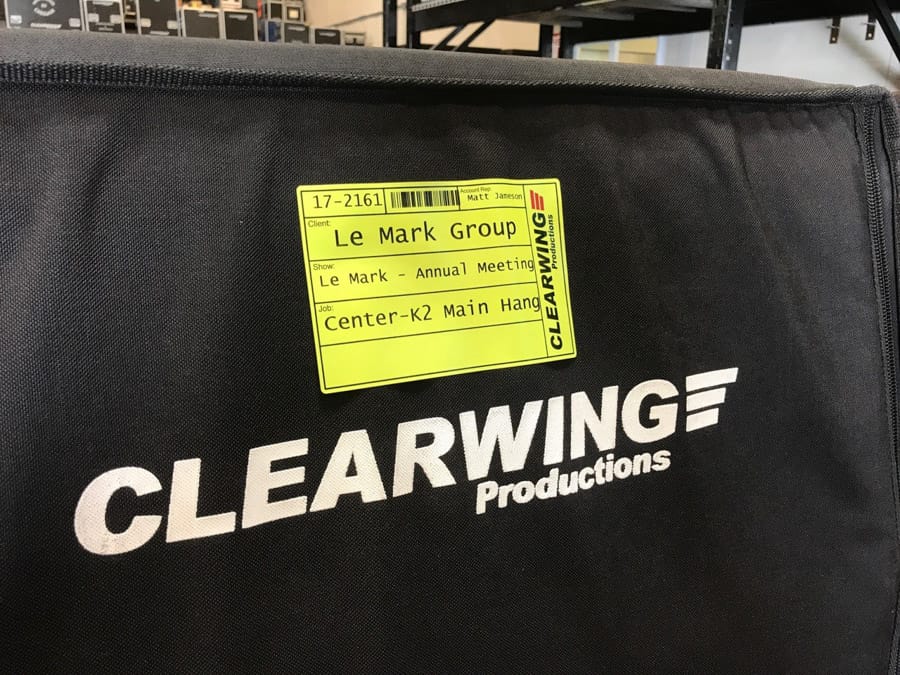 17-2161
Account Rep:
Matt Jameson
Client:
Le Mark Group
Show:
Le Mark - Annual Meeting
Job:
Center-K2 Main Hang
CLEARWING
Productions
CLEARWING
Productions